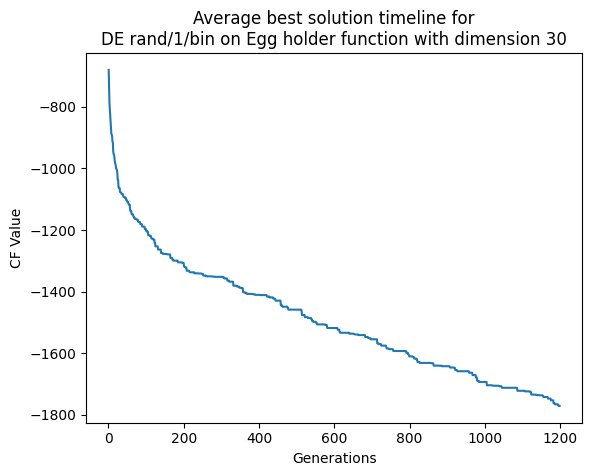 Average best solution timeline for
DE rand/1/bin on Egg holder function with dimension 30
−800
−1000
−1200
−1400
−1600
−1800
CF Value
0 200 400 600 800 1000 1200
Generations